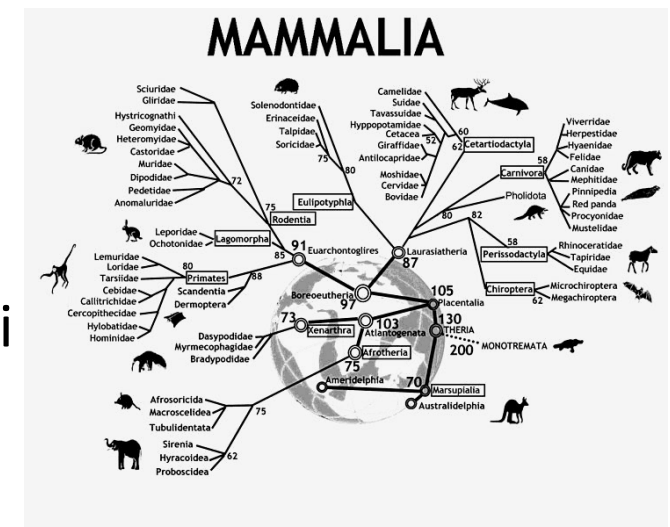 MAMMALIA
Sciuridae
Gliridae
Hystricognathi
Geomyidae
Heteromyidae
Castoridae
Muridae
Dipodidae
Pedetidae
Anomaluridae
72
75
Rodentia
Solenodontidae
Erinaceidae
Talpidae
Soricidae
75
80
Eulipotyphla
Camelidae
Suidae
Tavassuidae
Hyppopotamidae
Cetacea
52
Giraffidae
Antilocapridae
Moshidae
Cervidae
Bovidae
60
62
Cetartiodactyla
Viverridae
Herpestidae
Hyaenidae
Felidae
Canidae
Mephitidae
Pinnipedia
Red panda
Procyonidae
Mustelidae
58
Carnivora
Pholidota
80
82
58
Perissodactyla
Rhinoceratidae
Tapiridae
Equidae
Chiroptera
62
Microchiroptera
Megachiroptera
Leporidae
Ochotonidae
Lagomorpha
85
91
Euarchontoglires
Laurasiatheria
87
Lemuridae
Loridae
Tarsiidae
Cebidae
Callitrichidae
Cercopithecidae
Hylobatidae
Hominidae
80
Primates
88
Scandentia
Dermoptera
Boreoeutheria
97
105
Placentalia
130
THERIA
200
MONOTREMATA
73
Xenarthra
103
Atlantogenata
Dasypodidae
Myrmecophagidae
Bradypodidae
Afrotheria
75
Ameridelphia
70
Marsupialia
Australidelphia
Afrosoricida
Macroscelidea
Tubulidentata
75
Sirenia
Hyracoidea
Proboscidea
62
i